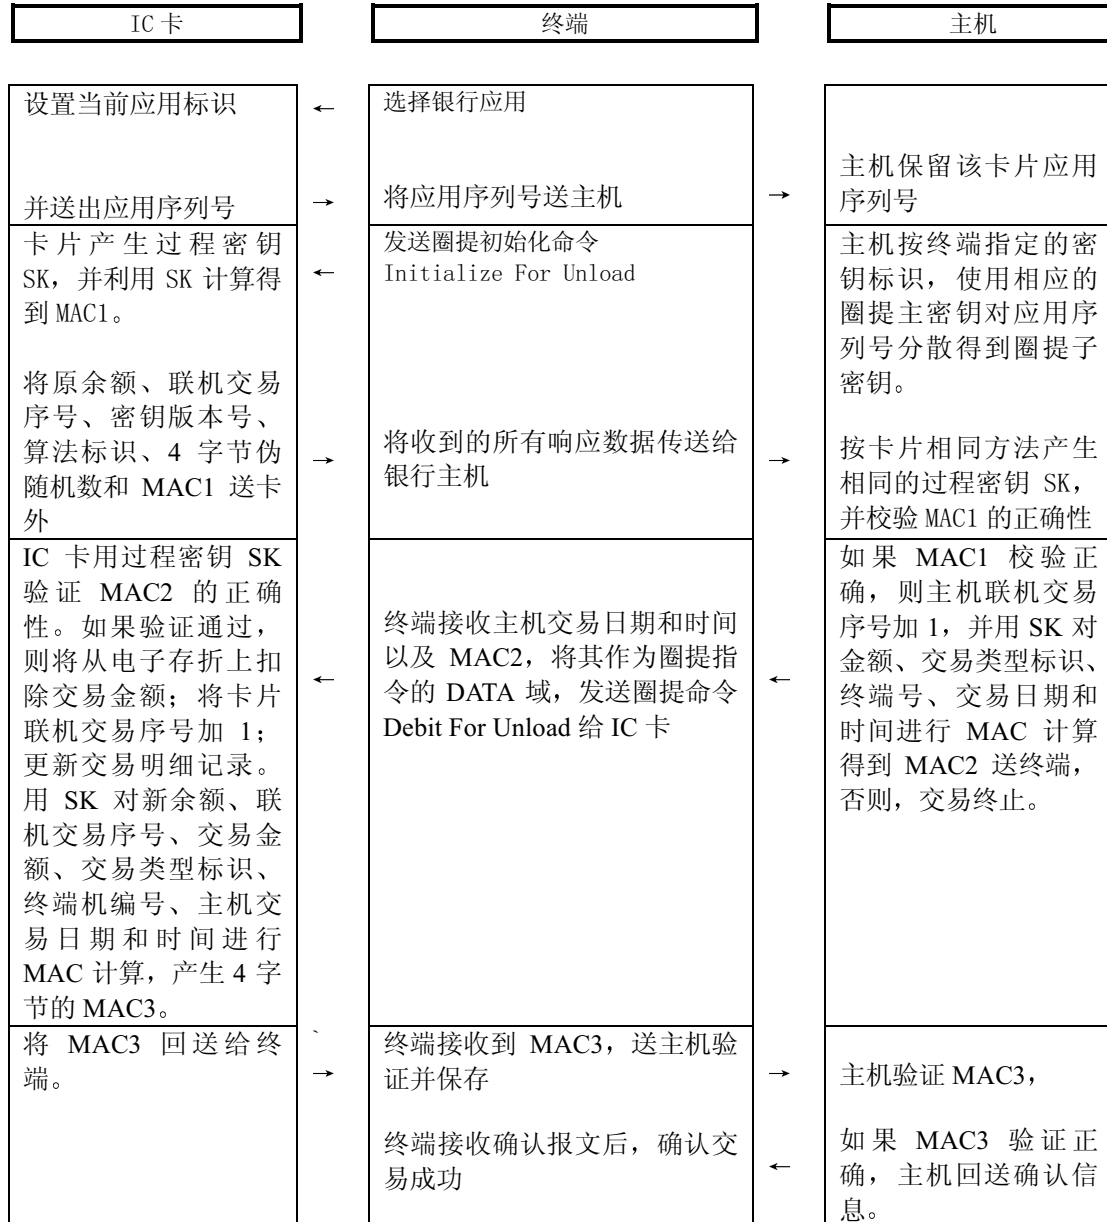 IC 卡
终端
主机
设置当前应用标识
←
选择银行应用
并送出应用序列号
→
将应用序列号送主机
→
主机保留该卡片应用
序列号
卡片产生过程密钥
SK，并利用 SK 计算得
到 MAC1。
将原余额、联机交易
序号、密钥版本号、
算法标识、4 字节伪
随机数和 MAC1 送卡
外
←
→
发送圈提初始化命令
Initialize For Unload
将收到的所有响应数据传送给
银行主机
→
主机按终端指定的密
钥标识，使用相应的
圈提主密钥对应用序
列号分散得到圈提子
密钥。
按卡片相同方法产生
相同的过程密钥 SK，
并校验 MAC1 的正确性
IC 卡用过程密钥 SK
验证 MAC2 的正确
性。如果验证通过，
则将从电子存折上扣
除交易金额；将卡片
联机交易序号加 1；
更新交易明细记录。
用 SK 对新余额、联
机交易序号、交易金
额、交易类型标识、
终端机编号、主机交
易日期和时间进行
MAC 计算，产生 4 字
节的 MAC3。
←
终端接收主机交易日期和时间
以及 MAC2，将其作为圈提指
令的 DATA 域，发送圈提命令
Debit For Unload 给 IC 卡
←
如果 MAC1 校验正
确，则主机联机交易
序号加 1，并用 SK 对
金额、交易类型标识、
终端号、交易日期和
时间进行 MAC 计算
得到 MAC2 送终端，
否则，交易终止。
将 MAC3 回送给终
端。
`
→
终端接收到 MAC3，送主机验
证并保存
终端接收确认报文后，确认交
易成功
→
←
主机验证 MAC3，
如果 MAC3 验证正
确，主机回送确认信
息。